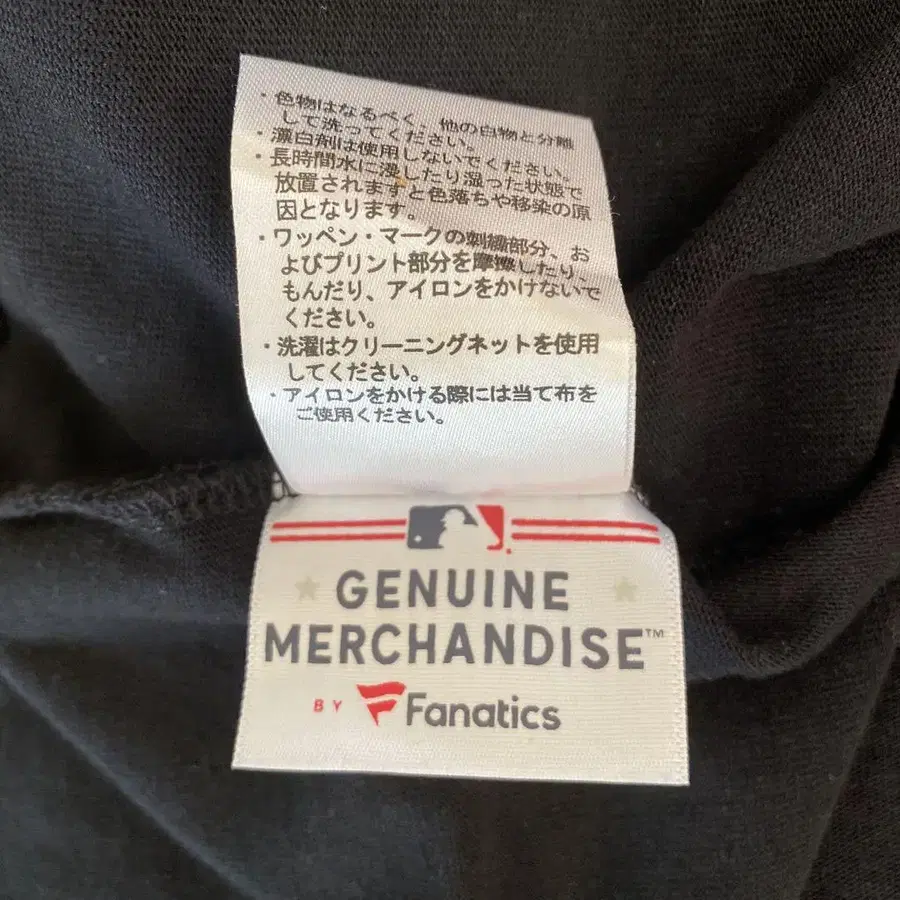 ・色物はなるべく、他の白物と分離
して洗ってください。
・漂白剤は使用しないでください。
・長時間水に浸したり湿った状態で
放置されますと色落ちや移染の原
因となります。
・ワッペン・マークの刺繍部分、お
よびプリント部分を摩擦したり、
もんだり、アイロンをかけないで
ください。
・洗濯はクリーニングネットを使用
してください。
・アイロンをかける際には当て布を
ご使用ください。
GENUINE
MERCHANDISE™
BY Fanatics